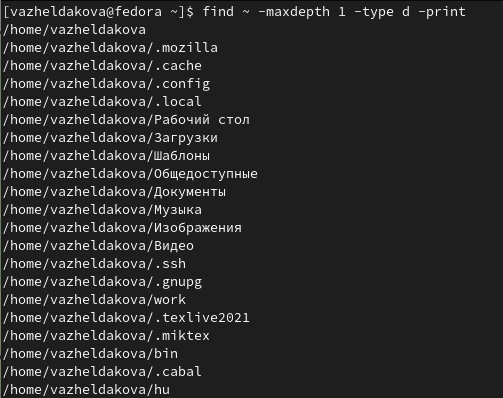 [vazheldakova@fedora ~]$ find ~ -maxdepth 1 -type d -print
/home/vazheldakova
/home/vazheldakova/.mozilla
/home/vazheldakova/.cache
/home/vazheldakova/.config
/home/vazheldakova/.local
/home/vazheldakova/Рабочий стол
/home/vazheldakova/Загрузки
/home/vazheldakova/Шаблоны
/home/vazheldakova/Общедоступные
/home/vazheldakova/Документы
/home/vazheldakova/Музыка
/home/vazheldakova/Изображения
/home/vazheldakova/Видео
/home/vazheldakova/.ssh
/home/vazheldakova/.gnupg
/home/vazheldakova/work
/home/vazheldakova/.texlive2021
/home/vazheldakova/.miktex
/home/vazheldakova/bin
/home/vazheldakova/.cabal
/home/vazheldakova/hu